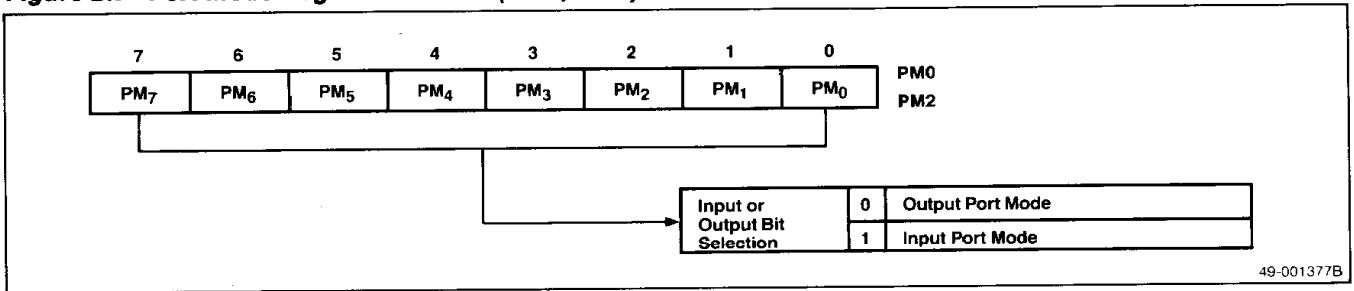 7 6 5 4 3 2 1 0
PM7 PM6 PM5 PM4 PM3 PM2 PM1 PM0 PM0
PM2
Input or
Output Bit
Selection
0 Output Port Mode
1 Input Port Mode
49-001377B